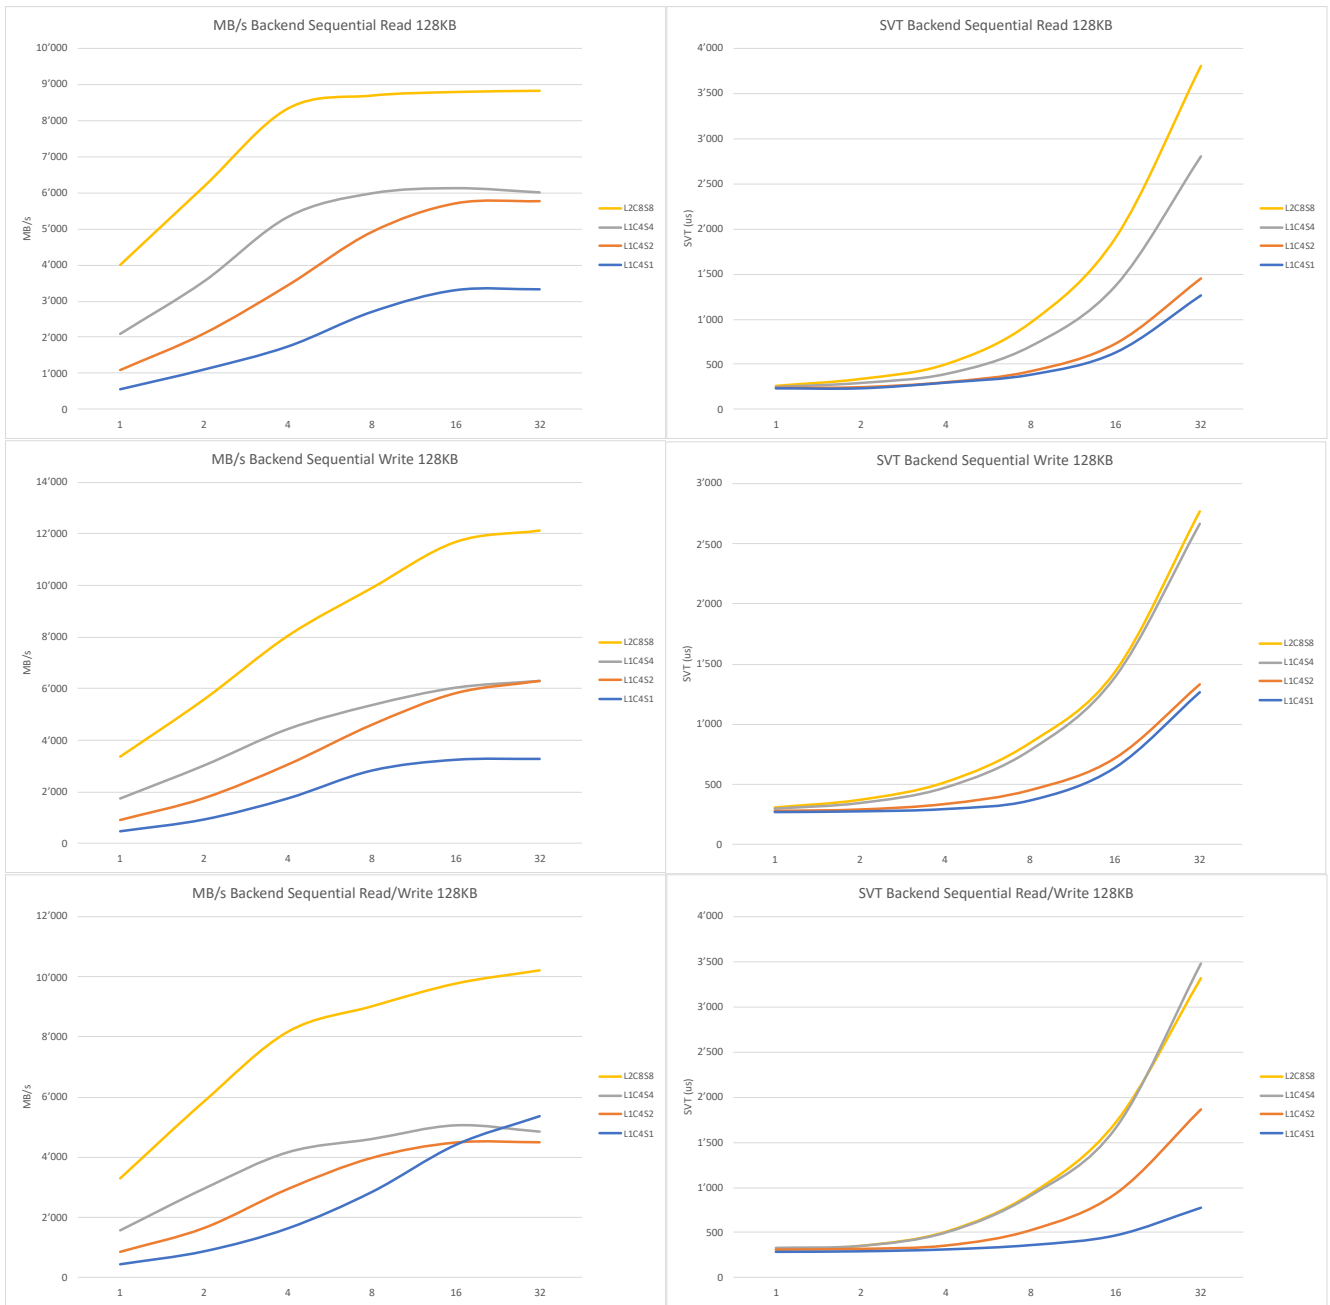 MB/s Backend Sequential Read 128KB
10'000
9'000
8'000
7'000
6'000
5'000
4'000
3'000
2'000
1'000
0
MB/s
1 2 4 8 16 32
L2C8S8
L1C4S4
L1C4S2
L1C4S1
SVT Backend Sequential Read 128KB
4'000
3'500
3'000
2'500
2'000
1'500
1'000
500
0
SVT (us)
1 2 4 8 16 32
L2C8S8
L1C4S4
L1C4S2
L1C4S1
MB/s Backend Sequential Write 128KB
14'000
12'000
10'000
8'000
6'000
4'000
2'000
0
MB/s
1 2 4 8 16 32
L2C8S8
L1C4S4
L1C4S2
L1C4S1
SVT Backend Sequential Write 128KB
3'000
2'500
2'000
1'500
1'000
500
0
SVT (us)
1 2 4 8 16 32
L2C8S8
L1C4S4
L1C4S2
L1C4S1
MB/s Backend Sequential Read/Write 128KB
12'000
10'000
8'000
6'000
4'000
2'000
0
MB/s
1 2 4 8 16 32
L2C8S8
L1C4S4
L1C4S2
L1C4S1
SVT Backend Sequential Read/Write 128KB
4'000
3'500
3'000
2'500
2'000
1'500
1'000
500
0
SVT (us)
1 2 4 8 16 32
L2C8S8
L1C4S4
L1C4S2
L1C4S1